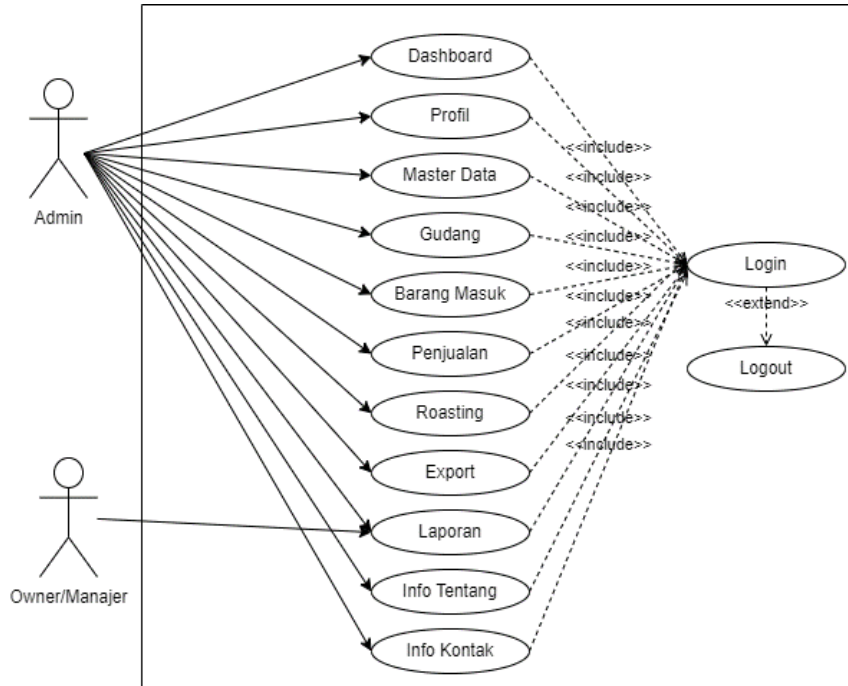 Dashboard
Profil
<<include>>
Master Data
<<include>>
Admin
<<include>>
Gudang
<<include>>
Login
<<include>>
Barang Masuk
<<include>>
<<extend>>
<<include>>
Penjualan
<<include>>
Logout
<<include>>
Roasting
<<include>>
<<include>>
Export
Laporan
Owner/Manajer
Info Tentang
Info Kontak